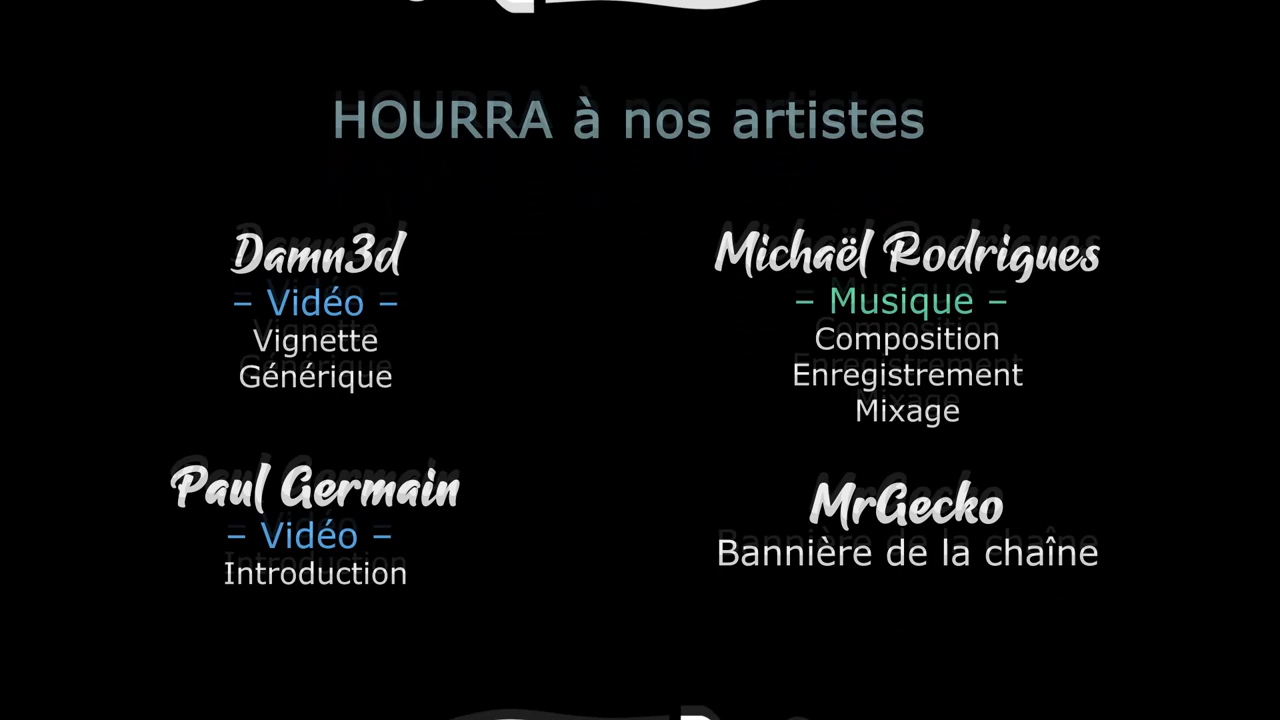 HOURRA à nos artistes
Damn3d
– Vidéo –
Vignette
Générique
Michaël Rodrigues
– Musique –
Composition
Enregistrement
Mixage
Paul Germain
– Vidéo –
Introduction
MrGecko
Bannière de la chaîne